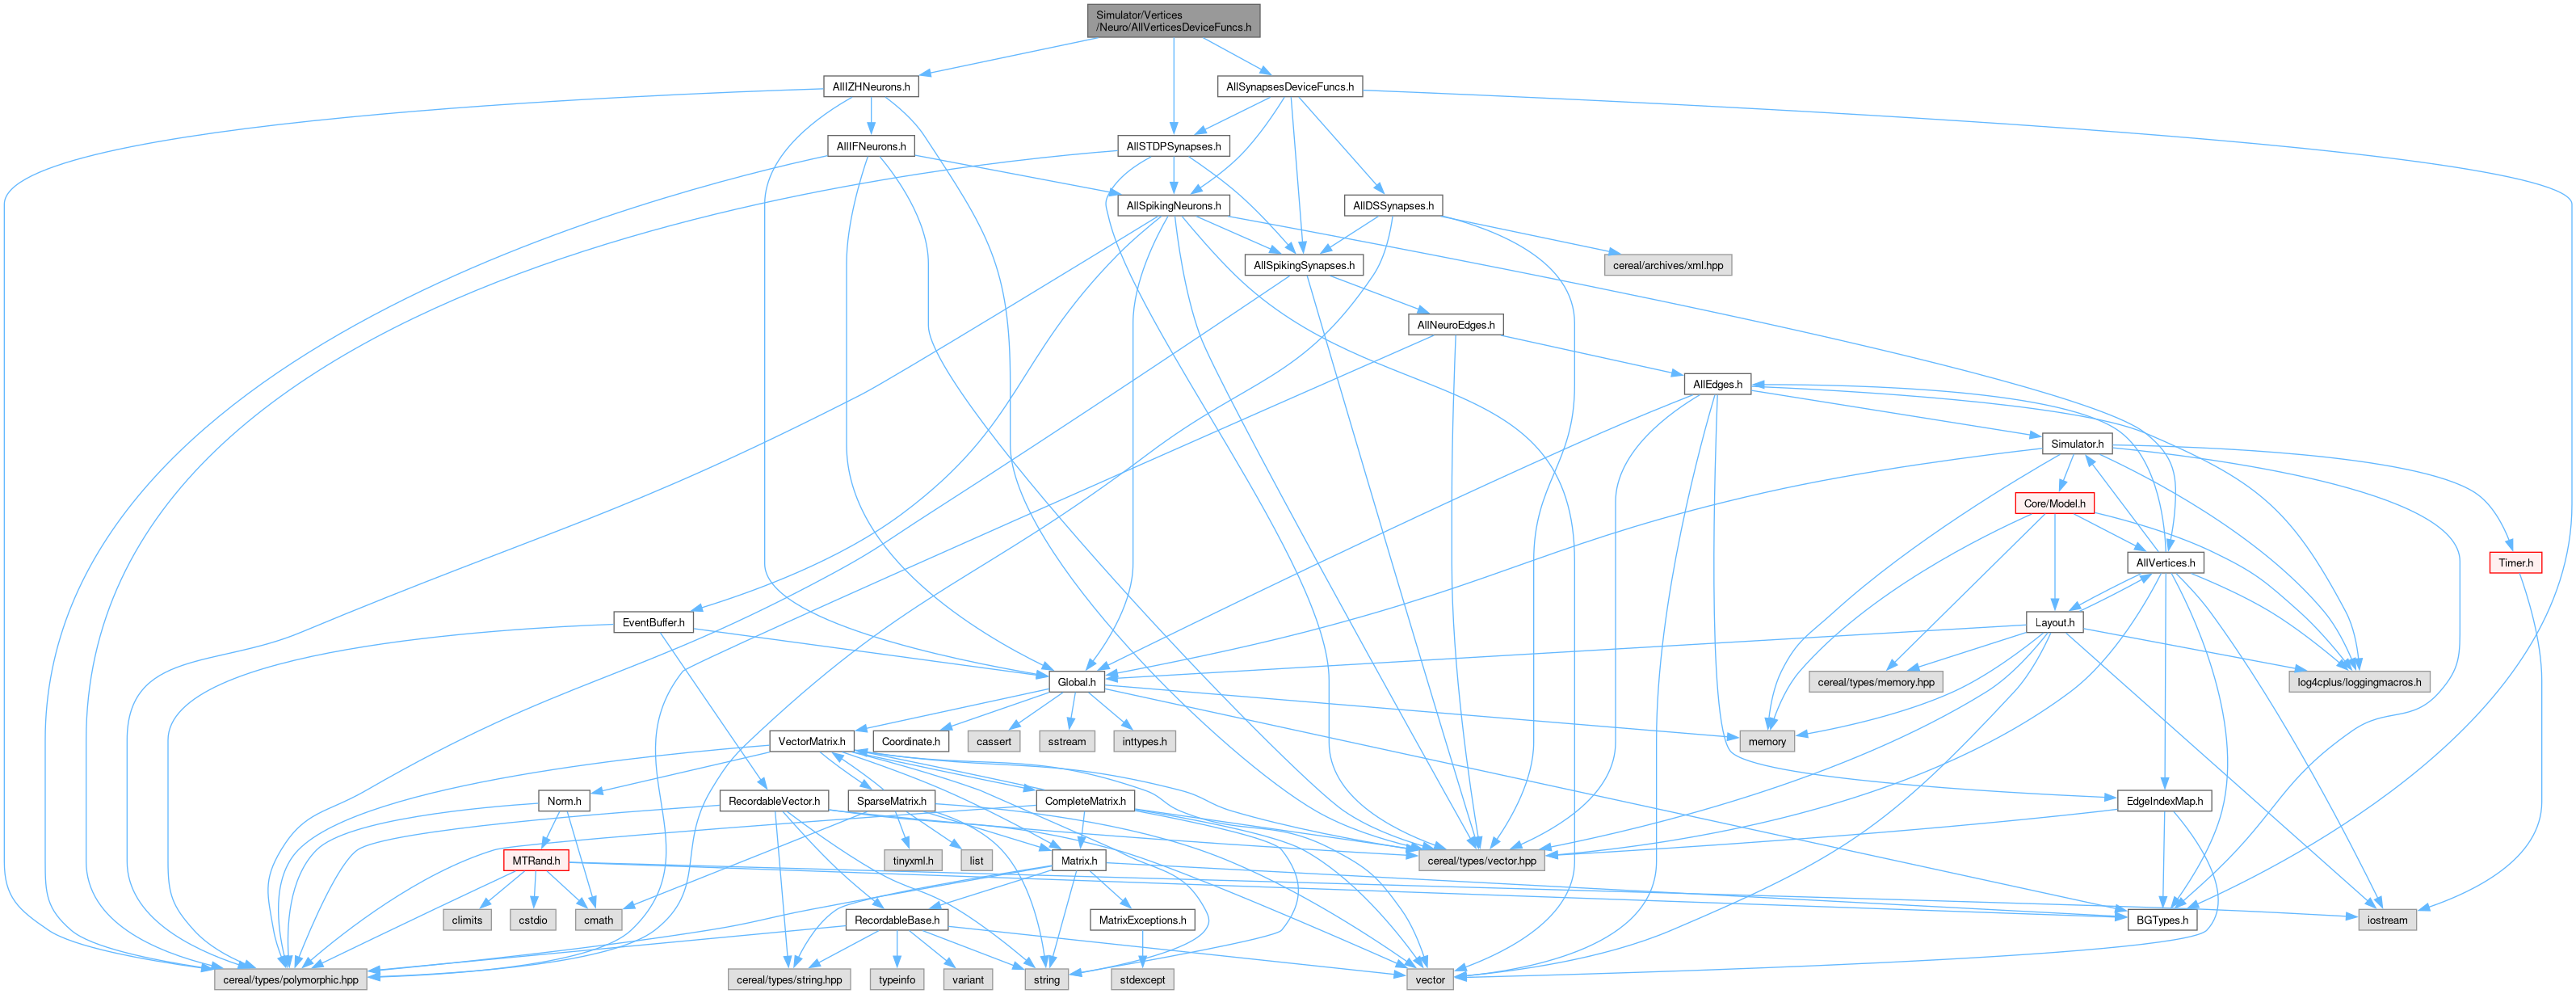 Simulator/Vertices
/Neuro/AllVerticesDeviceFuncs.h
AllIZHNeurons.h
AllSynapsesDeviceFuncs.h
AllIFNeurons.h
AllSTDPSynapses.h
AllSpikingNeurons.h
AllDSSynapses.h
AllSpikingSynapses.h
cereal/archives/xml.hpp
AllNeuroEdges.h
AllEdges.h
Simulator.h
Core/Model.h
AllVertices.h
Timer.h
EventBuffer.h
Layout.h
Global.h
cereal/types/memory.hpp
log4cplus/loggingmacros.h
VectorMatrix.h
Coordinate.h
cassert
sstream
inttypes.h
memory
Norm.h
RecordableVector.h
SparseMatrix.h
CompleteMatrix.h
EdgeIndexMap.h
MTRand.h
tinyxml.h
list
Matrix.h
cereal/types/vector.hpp
climits
cstdio
cmath
RecordableBase.h
MatrixExceptions.h
BGTypes.h
iostream
cereal/types/polymorphic.hpp
cereal/types/string.hpp
typeinfo
variant
string
stdexcept
vector